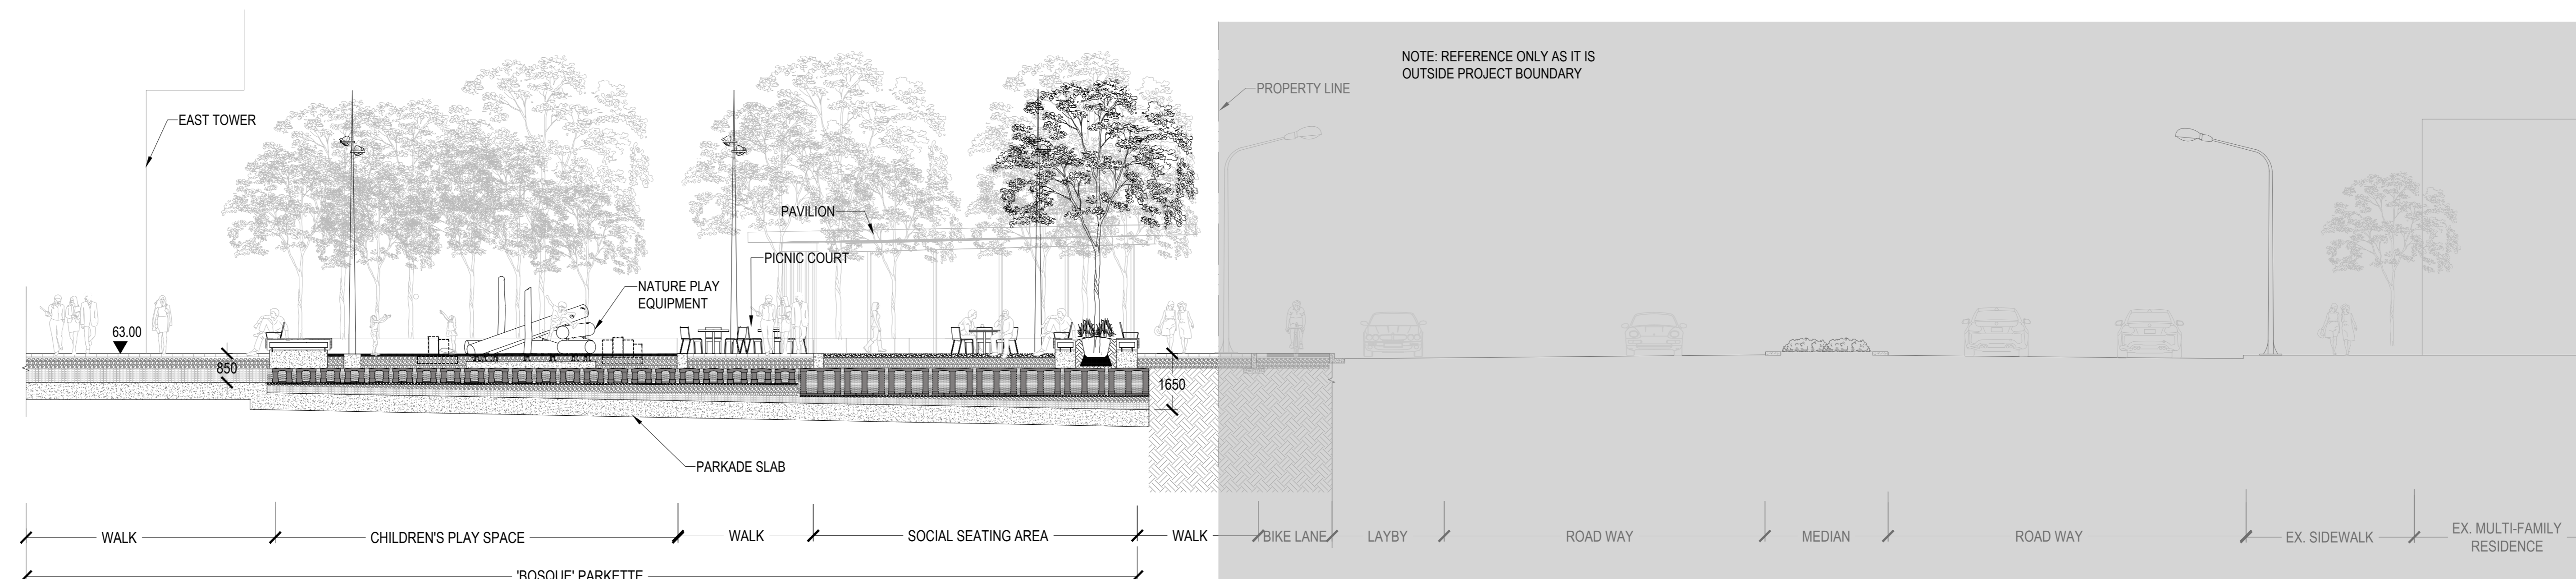 NOTE: REFERENCE ONLY AS IT IS
OUTSIDE PROJECT BOUNDARY
PROPERTY LINE
EAST TOWER
PAVILION
PICNIC COURT
NATURE PLAY
EQUIPMENT
63.00
850
1650
PARKADE SLAB
WALK
CHILDREN'S PLAY SPACE
WALK
SOCIAL SEATING AREA
WALK
BIKE LANE
LAYBY
ROAD WAY
MEDIAN
ROAD WAY
EX. SIDEWALK
EX. MULTI-FAMILY
RESIDENCE
'BOSQUE' PARKETTE